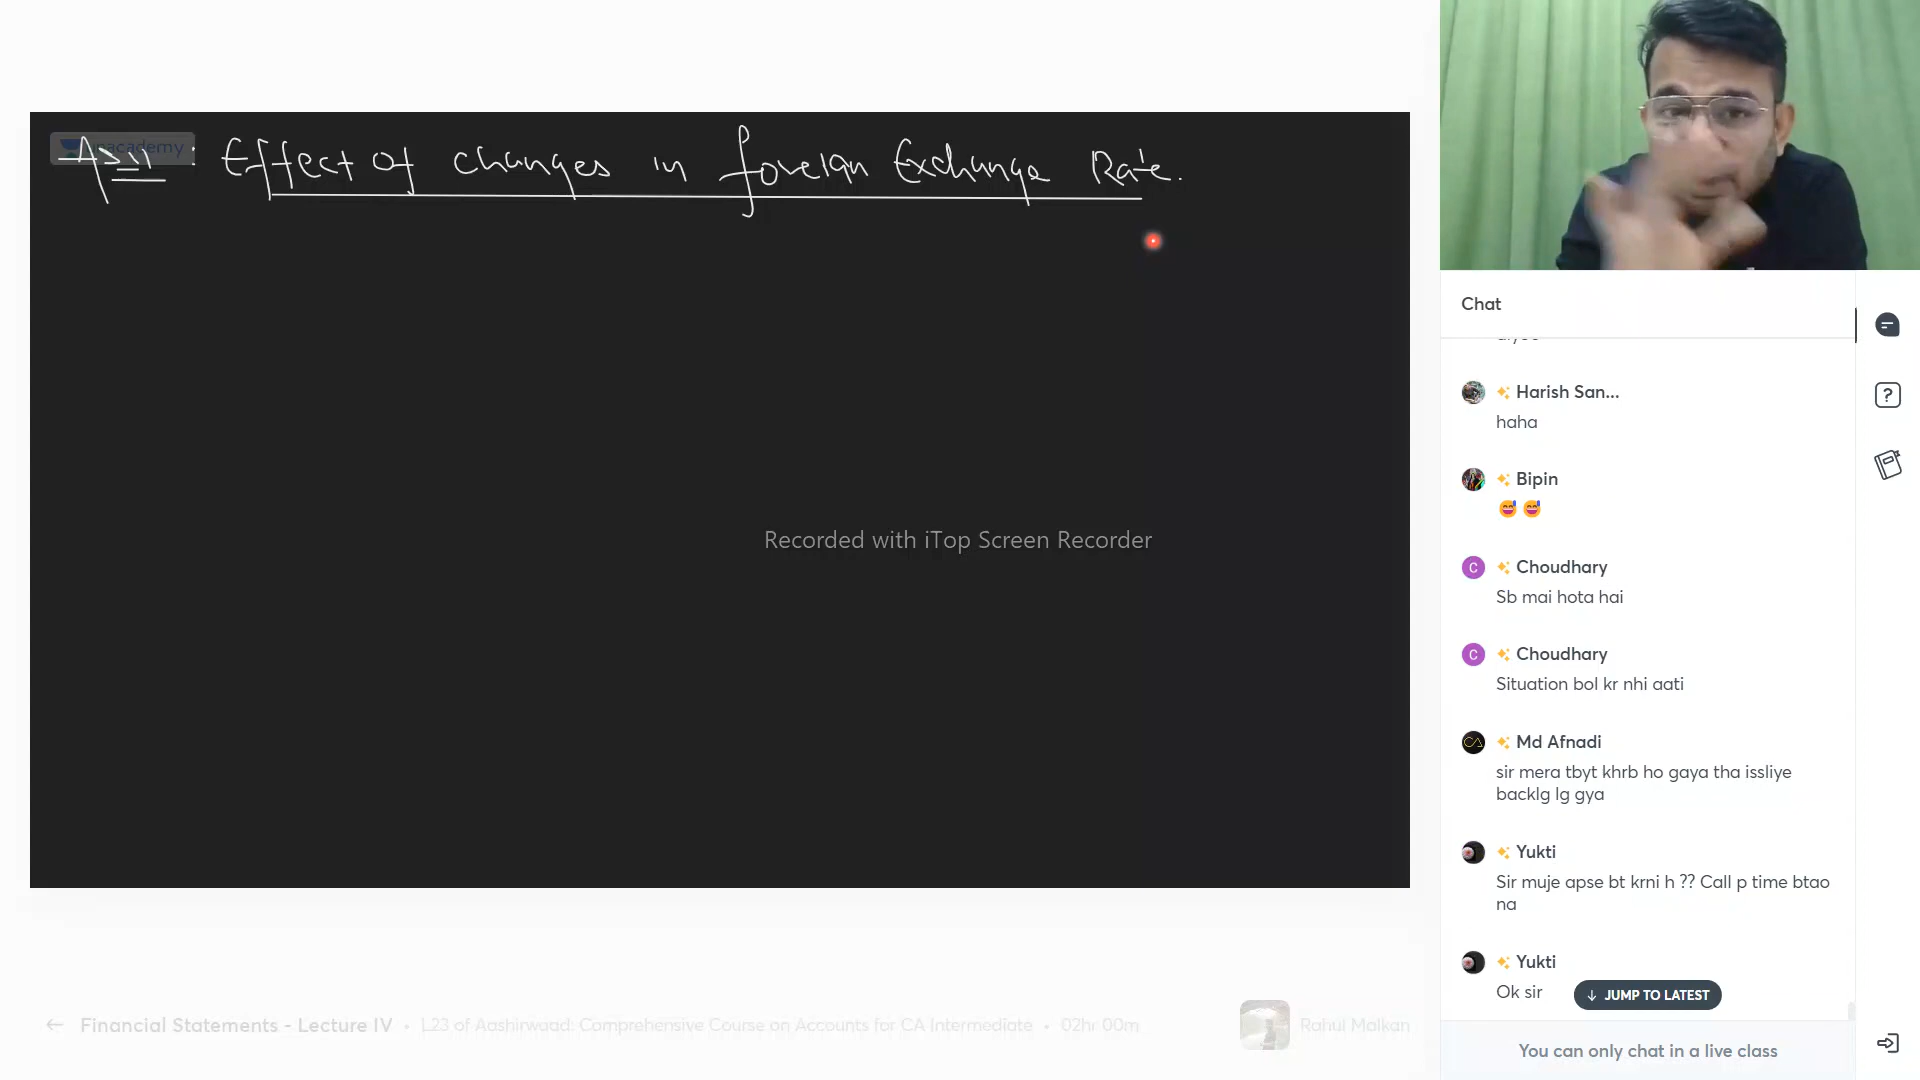 unacademy
AS 11 : Effect of changes in foreign Exchange Rate.
Recorded with iTop Screen Recorder
Chat
Harish San...
haha
Bipin
😅 😅
C Choudhary
Sb mai hota hai
C Choudhary
Situation bol kr nhi aati
CA Md Afnadi
sir mera tbyt khrb ho gaya tha issliye
backlg lg gya
Yukti
Sir muje apse bt krni h ?? Call p time btao
na
Yukti
Ok sir
↓ JUMP TO LATEST
You can only chat in a live class
← Financial Statements - Lecture IV • L23 of Aashirwaad: Comprehensive Course on Accounts for CA Intermediate • 02hr 00m
Rahul Malkan